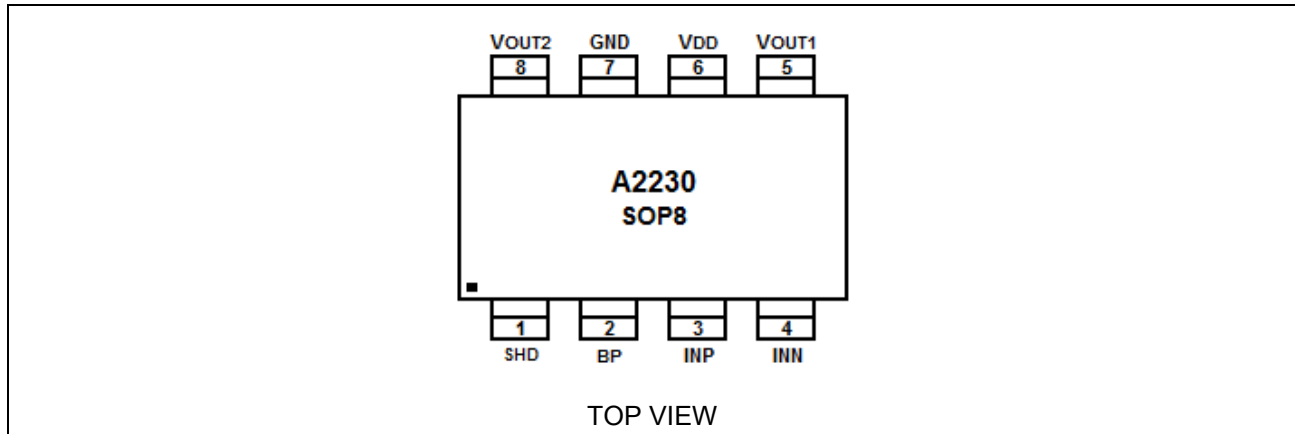 VOUT2 GND VDD VOUT1
8 7 6 5
A2230
SOP8
1 2 3 4
SHD BP INP INN
TOP VIEW